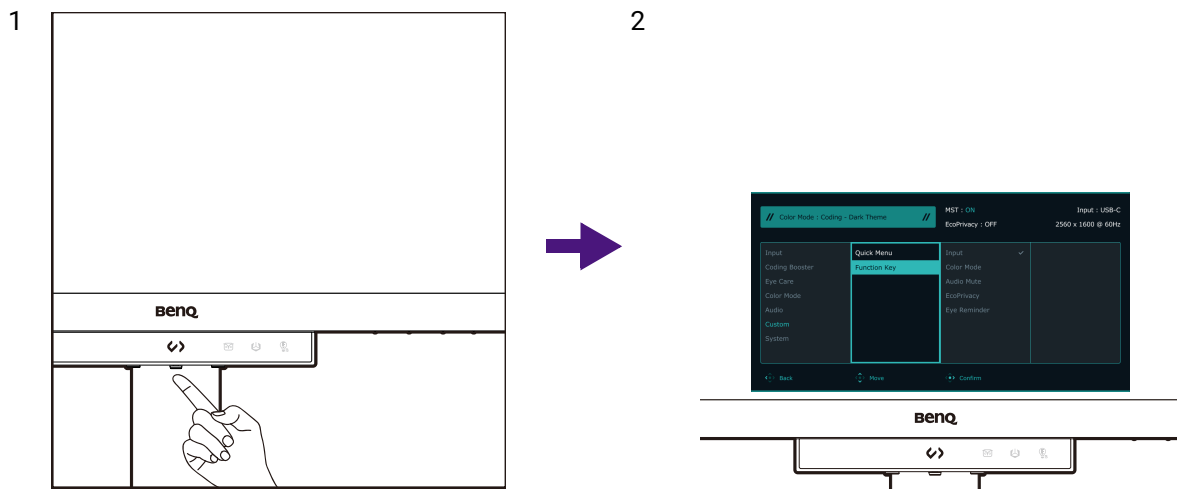 1
2
BenQ
Color Mode : Coding - Dark Theme
MST : ON
Input : USB-C
EcoPrivacy : OFF
2560 x 1600 @ 60Hz
Input
Coding Booster
Eye Care
Color Mode
Audio
Custom
System
Quick Menu
Function Key
Input
Color Mode
Audio Mute
EcoPrivacy
Eye Reminder
Back
Move
Confirm
BenQ